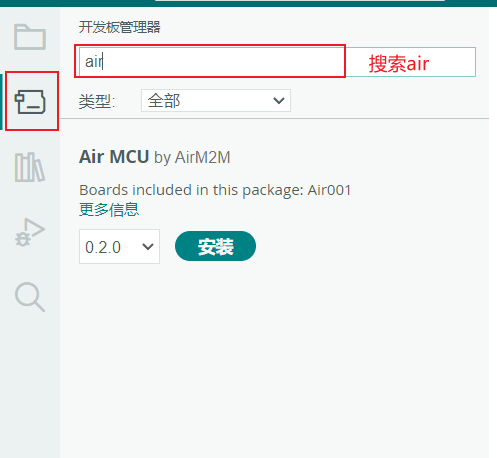 开发板管理器
air 搜索air
类型: 全部
Air MCU by AirM2M
Boards included in this package: Air001
更多信息
0.2.0 安装